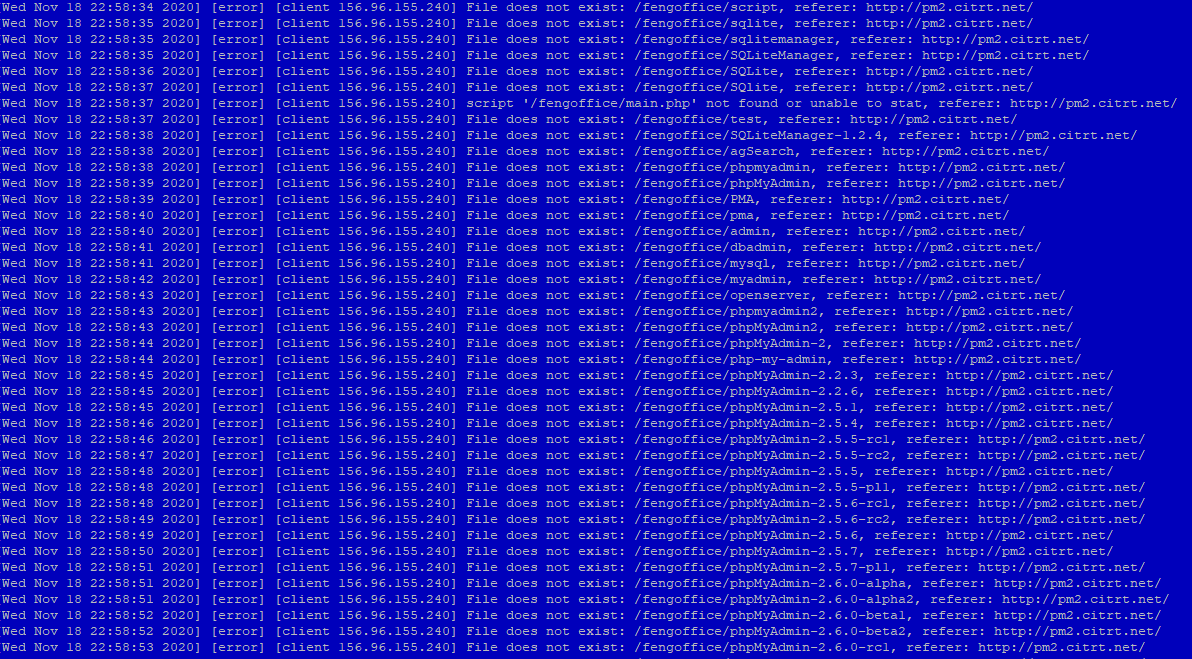 Wed Nov 18 22:58:34 2020] [error] [client 156.96.155.240] File does not exist: /fengoffice/script, referer: http://pm2.citrt.net/
Wed Nov 18 22:58:35 2020] [error] [client 156.96.155.240] File does not exist: /fengoffice/sqlite, referer: http://pm2.citrt.net/
Wed Nov 18 22:58:35 2020] [error] [client 156.96.155.240] File does not exist: /fengoffice/sqlitemanager, referer: http://pm2.citrt.net/
Wed Nov 18 22:58:35 2020] [error] [client 156.96.155.240] File does not exist: /fengoffice/SQLiteManager, referer: http://pm2.citrt.net/
Wed Nov 18 22:58:36 2020] [error] [client 156.96.155.240] File does not exist: /fengoffice/SQLite, referer: http://pm2.citrt.net/
Wed Nov 18 22:58:37 2020] [error] [client 156.96.155.240] File does not exist: /fengoffice/SQlite, referer: http://pm2.citrt.net/
Wed Nov 18 22:58:37 2020] [error] [client 156.96.155.240] script '/fengoffice/main.php' not found or unable to stat, referer: http://pm2.citrt.net/
Wed Nov 18 22:58:37 2020] [error] [client 156.96.155.240] File does not exist: /fengoffice/test, referer: http://pm2.citrt.net/
Wed Nov 18 22:58:38 2020] [error] [client 156.96.155.240] File does not exist: /fengoffice/SQLiteManager-1.2.4, referer: http://pm2.citrt.net/
Wed Nov 18 22:58:38 2020] [error] [client 156.96.155.240] File does not exist: /fengoffice/agSearch, referer: http://pm2.citrt.net/
Wed Nov 18 22:58:38 2020] [error] [client 156.96.155.240] File does not exist: /fengoffice/phpmyadmin, referer: http://pm2.citrt.net/
Wed Nov 18 22:58:39 2020] [error] [client 156.96.155.240] File does not exist: /fengoffice/phpMyAdmin, referer: http://pm2.citrt.net/
Wed Nov 18 22:58:39 2020] [error] [client 156.96.155.240] File does not exist: /fengoffice/PMA, referer: http://pm2.citrt.net/
Wed Nov 18 22:58:40 2020] [error] [client 156.96.155.240] File does not exist: /fengoffice/pma, referer: http://pm2.citrt.net/
Wed Nov 18 22:58:40 2020] [error] [client 156.96.155.240] File does not exist: /fengoffice/admin, referer: http://pm2.citrt.net/
Wed Nov 18 22:58:41 2020] [error] [client 156.96.155.240] File does not exist: /fengoffice/dbadmin, referer: http://pm2.citrt.net/
Wed Nov 18 22:58:41 2020] [error] [client 156.96.155.240] File does not exist: /fengoffice/mysql, referer: http://pm2.citrt.net/
Wed Nov 18 22:58:42 2020] [error] [client 156.96.155.240] File does not exist: /fengoffice/myadmin, referer: http://pm2.citrt.net/
Wed Nov 18 22:58:43 2020] [error] [client 156.96.155.240] File does not exist: /fengoffice/openserver, referer: http://pm2.citrt.net/
Wed Nov 18 22:58:43 2020] [error] [client 156.96.155.240] File does not exist: /fengoffice/phpmyadmin2, referer: http://pm2.citrt.net/
Wed Nov 18 22:58:43 2020] [error] [client 156.96.155.240] File does not exist: /fengoffice/phpMyAdmin2, referer: http://pm2.citrt.net/
Wed Nov 18 22:58:44 2020] [error] [client 156.96.155.240] File does not exist: /fengoffice/phpMyAdmin-2, referer: http://pm2.citrt.net/
Wed Nov 18 22:58:44 2020] [error] [client 156.96.155.240] File does not exist: /fengoffice/php-my-admin, referer: http://pm2.citrt.net/
Wed Nov 18 22:58:45 2020] [error] [client 156.96.155.240] File does not exist: /fengoffice/phpMyAdmin-2.2.3, referer: http://pm2.citrt.net/
Wed Nov 18 22:58:45 2020] [error] [client 156.96.155.240] File does not exist: /fengoffice/phpMyAdmin-2.2.6, referer: http://pm2.citrt.net/
Wed Nov 18 22:58:45 2020] [error] [client 156.96.155.240] File does not exist: /fengoffice/phpMyAdmin-2.5.1, referer: http://pm2.citrt.net/
Wed Nov 18 22:58:46 2020] [error] [client 156.96.155.240] File does not exist: /fengoffice/phpMyAdmin-2.5.4, referer: http://pm2.citrt.net/
Wed Nov 18 22:58:46 2020] [error] [client 156.96.155.240] File does not exist: /fengoffice/phpMyAdmin-2.5.5-rc1, referer: http://pm2.citrt.net/
Wed Nov 18 22:58:47 2020] [error] [client 156.96.155.240] File does not exist: /fengoffice/phpMyAdmin-2.5.5-rc2, referer: http://pm2.citrt.net/
Wed Nov 18 22:58:48 2020] [error] [client 156.96.155.240] File does not exist: /fengoffice/phpMyAdmin-2.5.5, referer: http://pm2.citrt.net/
Wed Nov 18 22:58:48 2020] [error] [client 156.96.155.240] File does not exist: /fengoffice/phpMyAdmin-2.5.5-pl1, referer: http://pm2.citrt.net/
Wed Nov 18 22:58:48 2020] [error] [client 156.96.155.240] File does not exist: /fengoffice/phpMyAdmin-2.5.6-rc1, referer: http://pm2.citrt.net/
Wed Nov 18 22:58:49 2020] [error] [client 156.96.155.240] File does not exist: /fengoffice/phpMyAdmin-2.5.6-rc2, referer: http://pm2.citrt.net/
Wed Nov 18 22:58:49 2020] [error] [client 156.96.155.240] File does not exist: /fengoffice/phpMyAdmin-2.5.6, referer: http://pm2.citrt.net/
Wed Nov 18 22:58:50 2020] [error] [client 156.96.155.240] File does not exist: /fengoffice/phpMyAdmin-2.5.7, referer: http://pm2.citrt.net/
Wed Nov 18 22:58:51 2020] [error] [client 156.96.155.240] File does not exist: /fengoffice/phpMyAdmin-2.5.7-pl1, referer: http://pm2.citrt.net/
Wed Nov 18 22:58:51 2020] [error] [client 156.96.155.240] File does not exist: /fengoffice/phpMyAdmin-2.6.0-alpha, referer: http://pm2.citrt.net/
Wed Nov 18 22:58:51 2020] [error] [client 156.96.155.240] File does not exist: /fengoffice/phpMyAdmin-2.6.0-alpha2, referer: http://pm2.citrt.net/
Wed Nov 18 22:58:52 2020] [error] [client 156.96.155.240] File does not exist: /fengoffice/phpMyAdmin-2.6.0-beta1, referer: http://pm2.citrt.net/
Wed Nov 18 22:58:52 2020] [error] [client 156.96.155.240] File does not exist: /fengoffice/phpMyAdmin-2.6.0-beta2, referer: http://pm2.citrt.net/
Wed Nov 18 22:58:53 2020] [error] [client 156.96.155.240] File does not exist: /fengoffice/phpMyAdmin-2.6.0-rc1, referer: http://pm2.citrt.net/